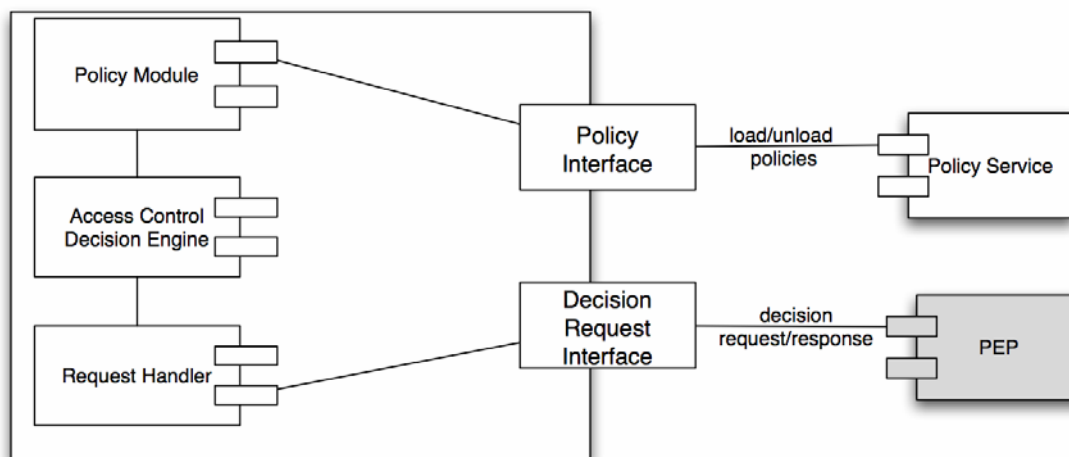 Policy Module
Policy
Interface
load/unload
policies
Policy Service
Access Control
Decision Engine
Decision
Request
Interface
decision
request/response
PEP
Request Handler